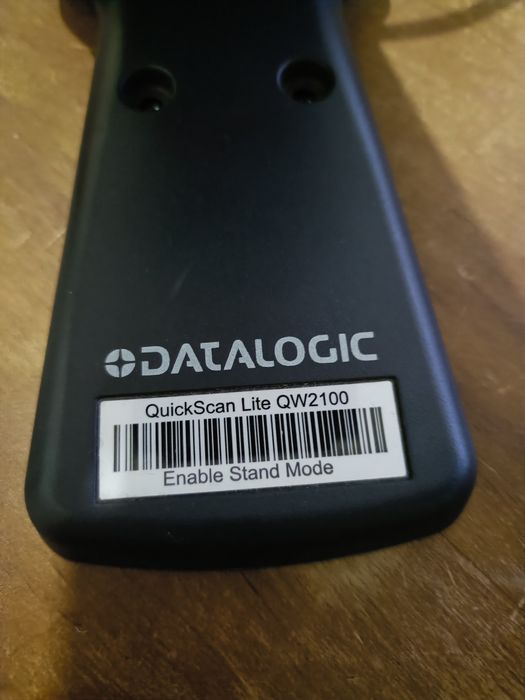 DATALOGIC
QuickScan Lite QW2100
Enable Stand Mode